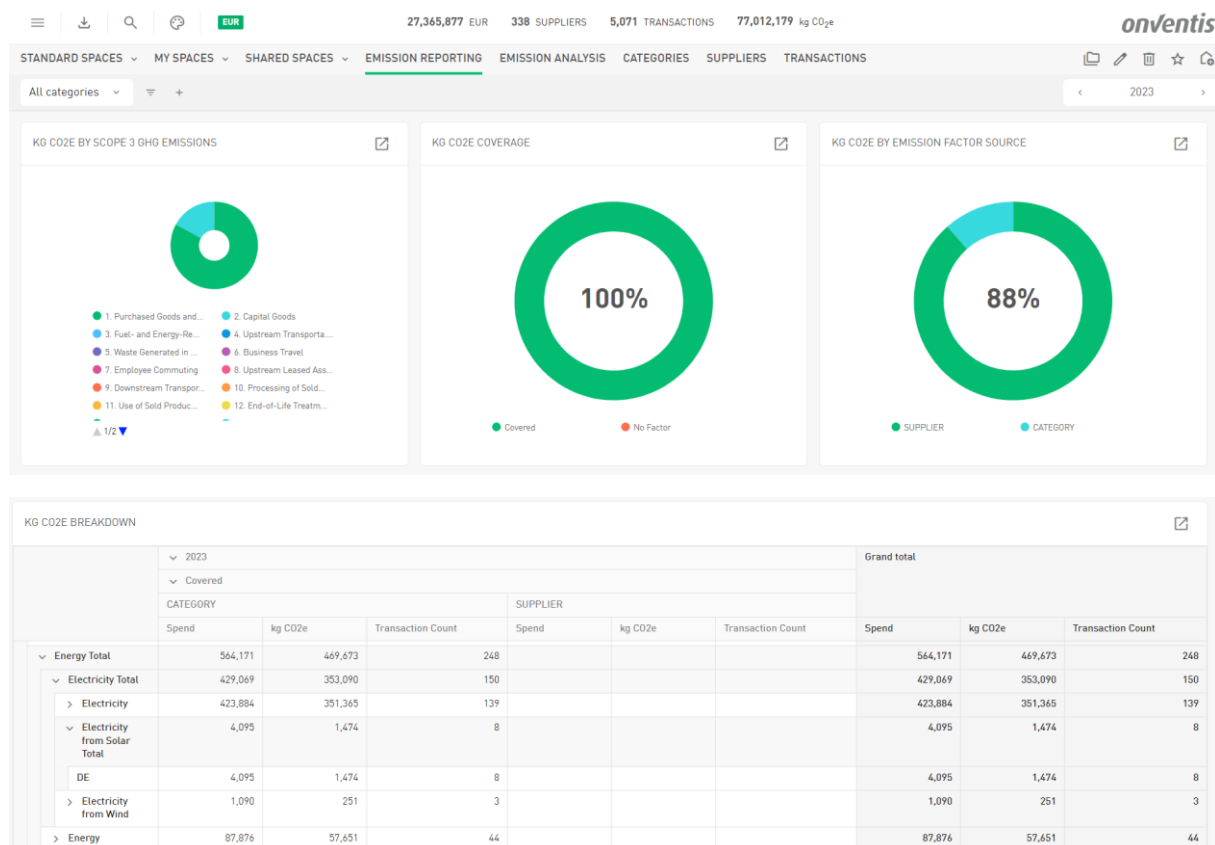 EUR
27,365,877 EUR 338 SUPPLIERS 5,071 TRANSACTIONS 77,012,179 kg CO₂e
onventis
STANDARD SPACES MY SPACES SHARED SPACES EMISSION REPORTING EMISSION ANALYSIS CATEGORIES SUPPLIERS TRANSACTIONS
All categories
2023
KG CO2E BY SCOPE 3 GHG EMISSIONS
1. Purchased Goods and... 2. Capital Goods
3. Fuel- and Energy-Re... 4. Upstream Transporta...
5. Waste Generated in ... 6. Business Travel
7. Employee Commuting 8. Upstream Leased Ass...
9. Downstream Transpor... 10. Processing of Sold...
11. Use of Sold Produc... 12. End-of-Life Treatm...
1/2
KG CO2E COVERAGE
100%
Covered No Factor
KG CO2E BY EMISSION FACTOR SOURCE
88%
SUPPLIER CATEGORY
KG CO2E BREAKDOWN
2023 Grand total
Covered
CATEGORY SUPPLIER
Spend kg CO2e Transaction Count Spend kg CO2e Transaction Count Spend kg CO2e Transaction Count
Energy Total 564,171 469,673 248 564,171 469,673 248
Electricity Total 429,069 353,090 150 429,069 353,090 150
Electricity 423,884 351,365 139 423,884 351,365 139
Electricity 4,095 1,474 8 4,095 1,474 8
from Solar
Total
DE 4,095 1,474 8 4,095 1,474 8
Electricity 1,090 251 3 1,090 251 3
from Wind
Energy 87,876 57,651 44 87,876 57,651 44